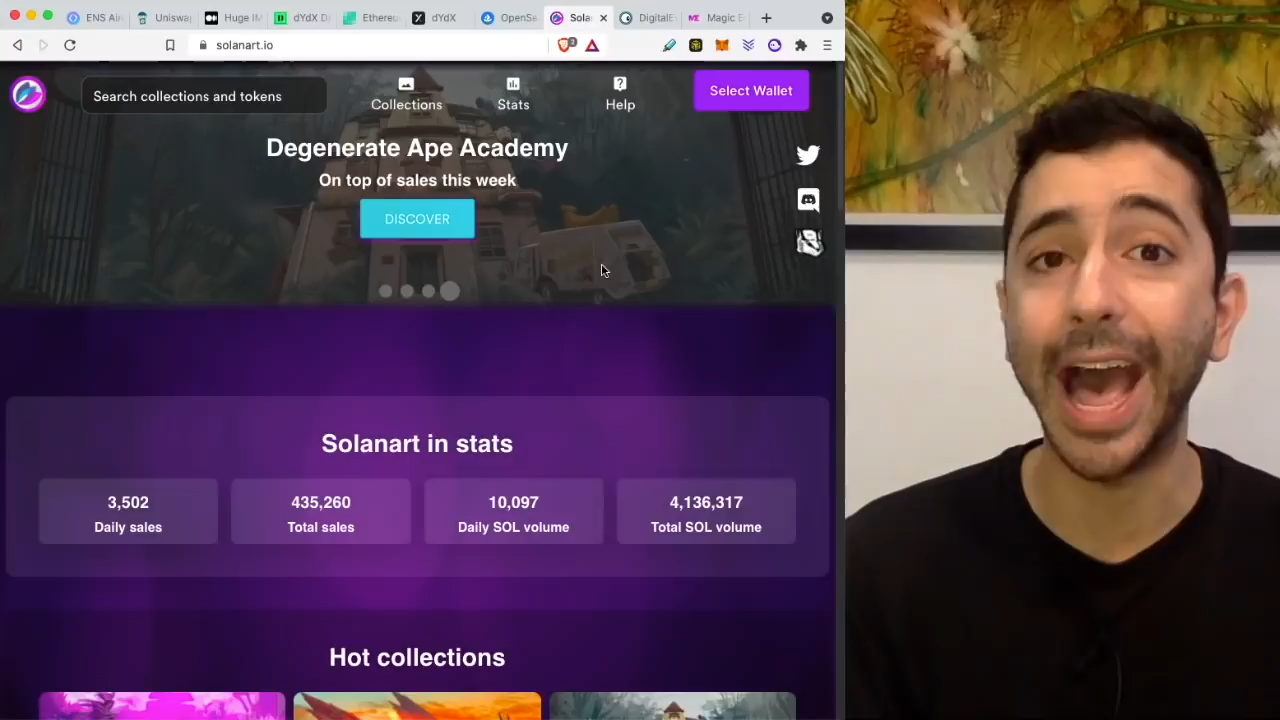 ENS Air
Uniswa
Huge IM
dYdX D
Ethereu
dYdX
OpenSe
Sola
DigitalE
Magic E
solanart.io
2
Search collections and tokens
Collections
Stats
Help
Select Wallet
Degenerate Ape Academy
On top of sales this week
DISCOVER
Solanart in stats
3,502
Daily sales
435,260
Total sales
10,097
Daily SOL volume
4,136,317
Total SOL volume
Hot collections